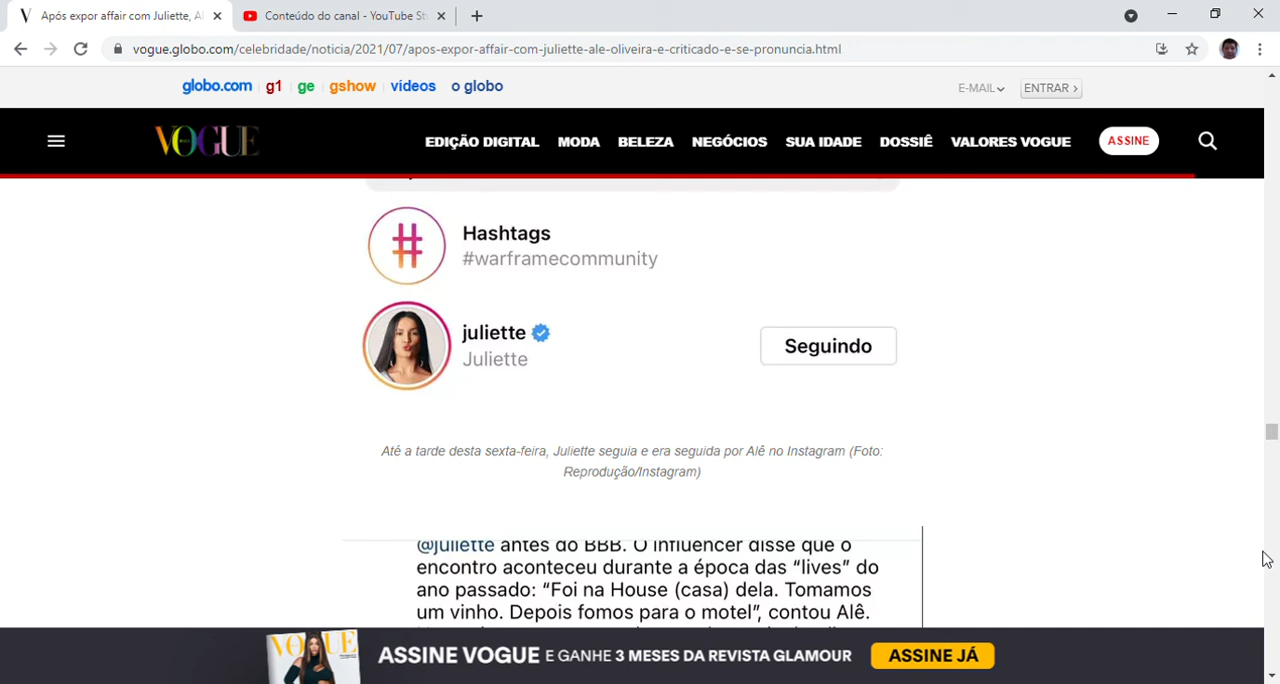 Após expor affair com Juliette, Al
Conteúdo do canal - YouTube St
vogue.globo.com/celebridade/noticia/2021/07/apos-expor-affair-com-juliette-ale-oliveira-e-criticado-e-se-pronuncia.html
globo.com g1 ge gshow vídeos o globo E-MAIL ENTRAR >
VOGUE EDIÇÃO DIGITAL MODA BELEZA NEGÓCIOS SUA IDADE DOSSIÊ VALORES VOGUE ASSINE
Hashtags
#warframecommunity
juliette
Juliette
Seguindo
Até a tarde desta sexta-feira, Juliette seguia e era seguida por Alê no Instagram (Foto:
Reprodução/Instagram)
@juliette antes do BBB. O influencer disse que o
encontro aconteceu durante a época das “lives” do
ano passado: “Foi na House (casa) dela. Tomamos
um vinho. Depois fomos para o motel”, contou Alê.
VOGUE
ASSINE VOGUE E GANHE 3 MESES DA REVISTA GLAMOUR ASSINE JÁ